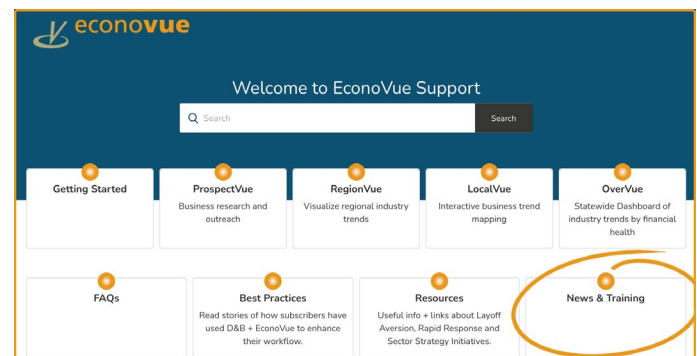 econovue
Welcome to EconoVue Support
Search
Search
Getting Started
ProspectVue
Business research and
outreach
RegionVue
Visualize regional industry
trends
LocalVue
Interactive business trend
mapping
OverVue
Statewide Dashboard of
industry trends by financial
health
FAQs
Best Practices
Read stories of how subscribers have
used D&B + EconoVue to enhance
their workflow.
Resources
Useful info + links about Layoff
Aversion, Rapid Response and
Sector Strategy Initiatives.
News & Training